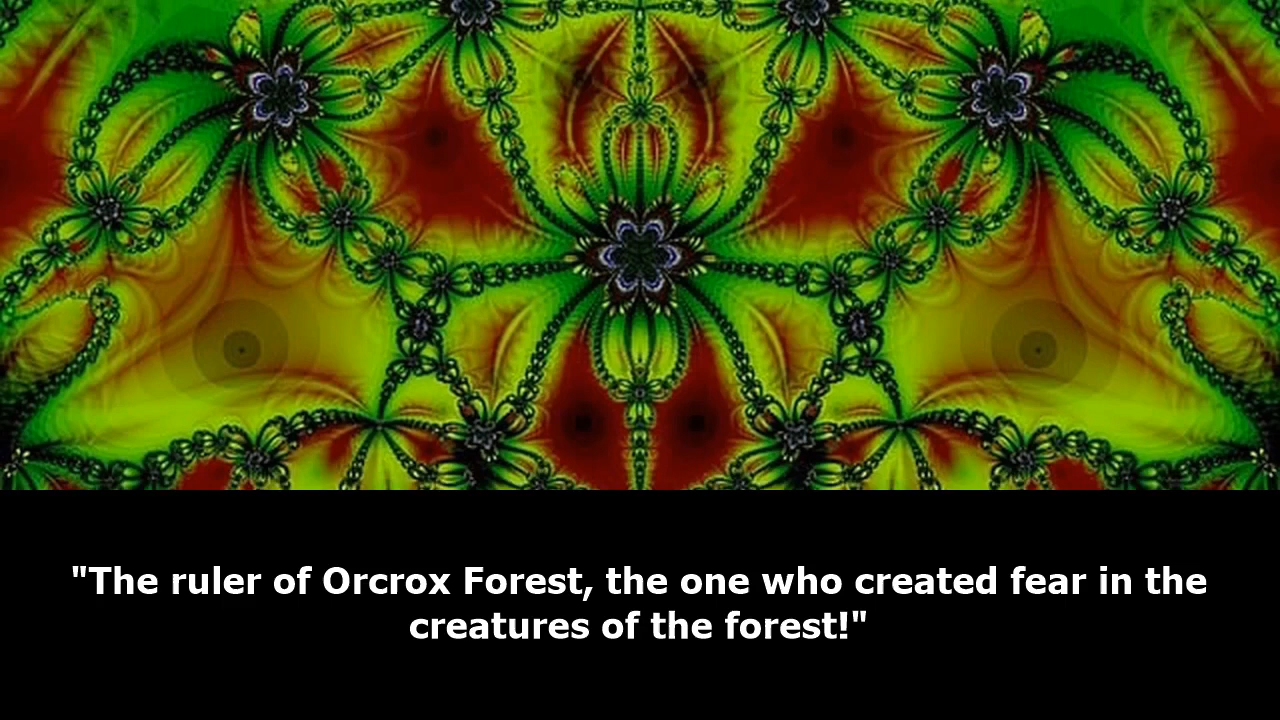 "The ruler of Orcrox Forest, the one who created fear in the
creatures of the forest!"